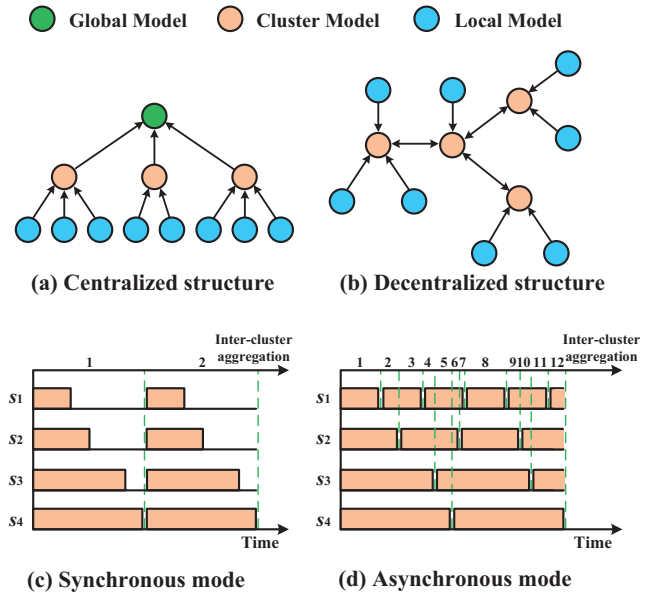 Global Model Cluster Model Local Model
(a) Centralized structure (b) Decentralized structure
Inter-cluster aggregation Inter-cluster aggregation
1 2 1 2 3 4 5 6 7 8 9 10 11 12
S1 S1
S2 S2
S3 S3
S4 S4
Time Time
(c) Synchronous mode (d) Asynchronous mode